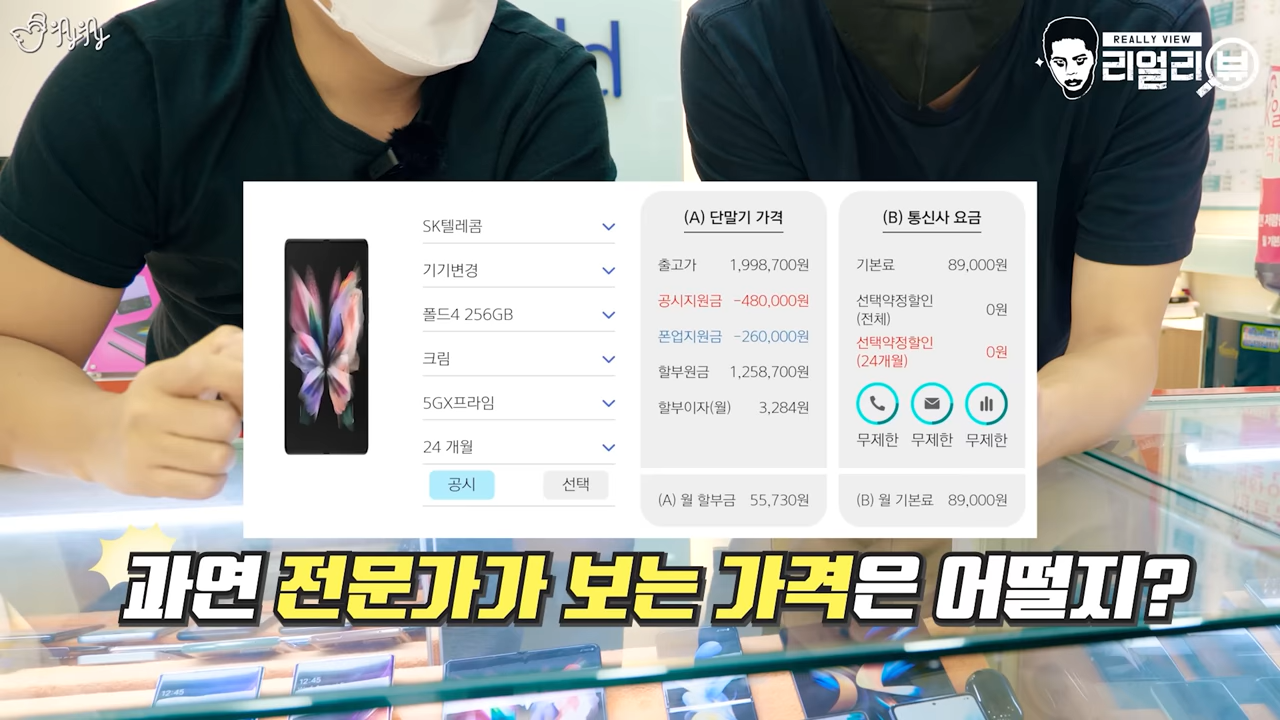 REALLY VIEW
리얼리뷰
SK텔레콤
기기변경
폴드4 256GB
크림
5GX프라임
24 개월
공시 선택
(A) 단말기 가격
출고가 1,998,700원
공시지원금 -480,000원
폰업지원금 -260,000원
할부원금 1,258,700원
할부이자(월) 3,284원
(A) 월 할부금 55,730원
(B) 통신사 요금
기본료 89,000원
선택약정할인
(전체) 0원
선택약정할인
(24개월) 0원
무제한 무제한 무제한
(B) 월 기본료 89,000원
과연 전문가가 보는 가격은 어떨지?
12:45
12:45